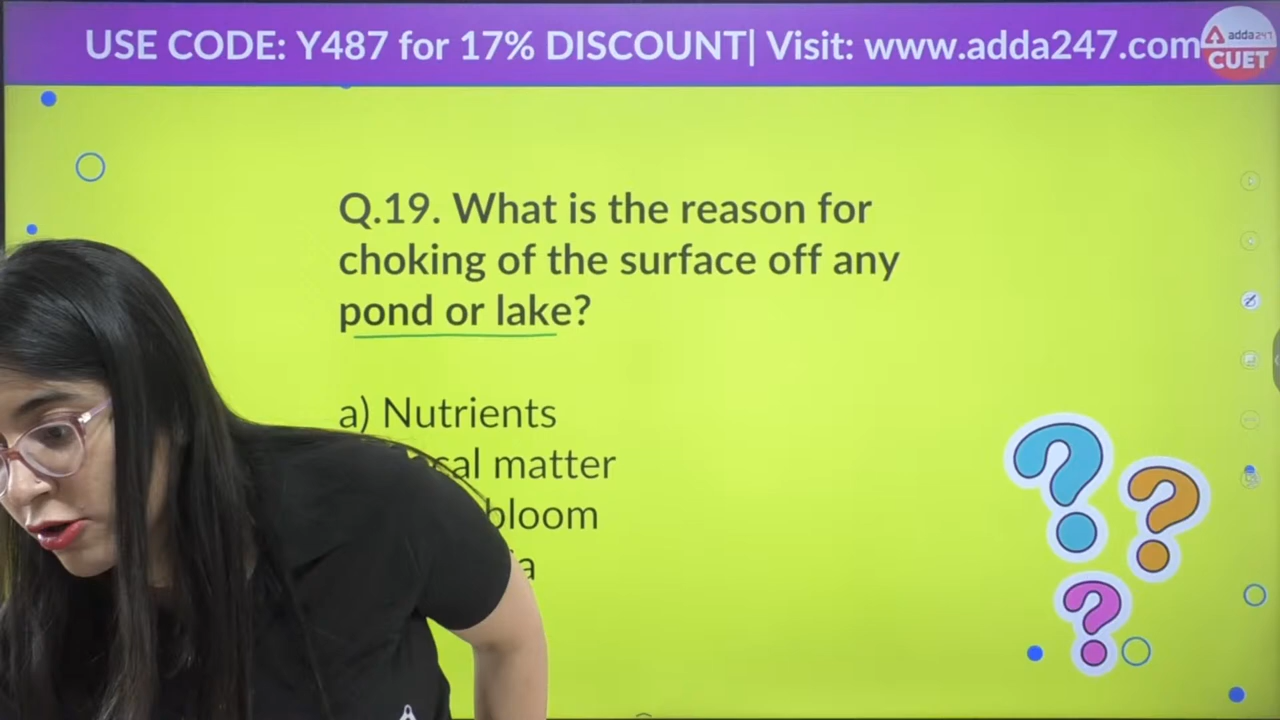 USE CODE: Y487 for 17% DISCOUNT| Visit: www.adda247.com
adda247
CUET
Q.19. What is the reason for
choking of the surface off any
pond or lake?
a) Nutrients
matter
bloom